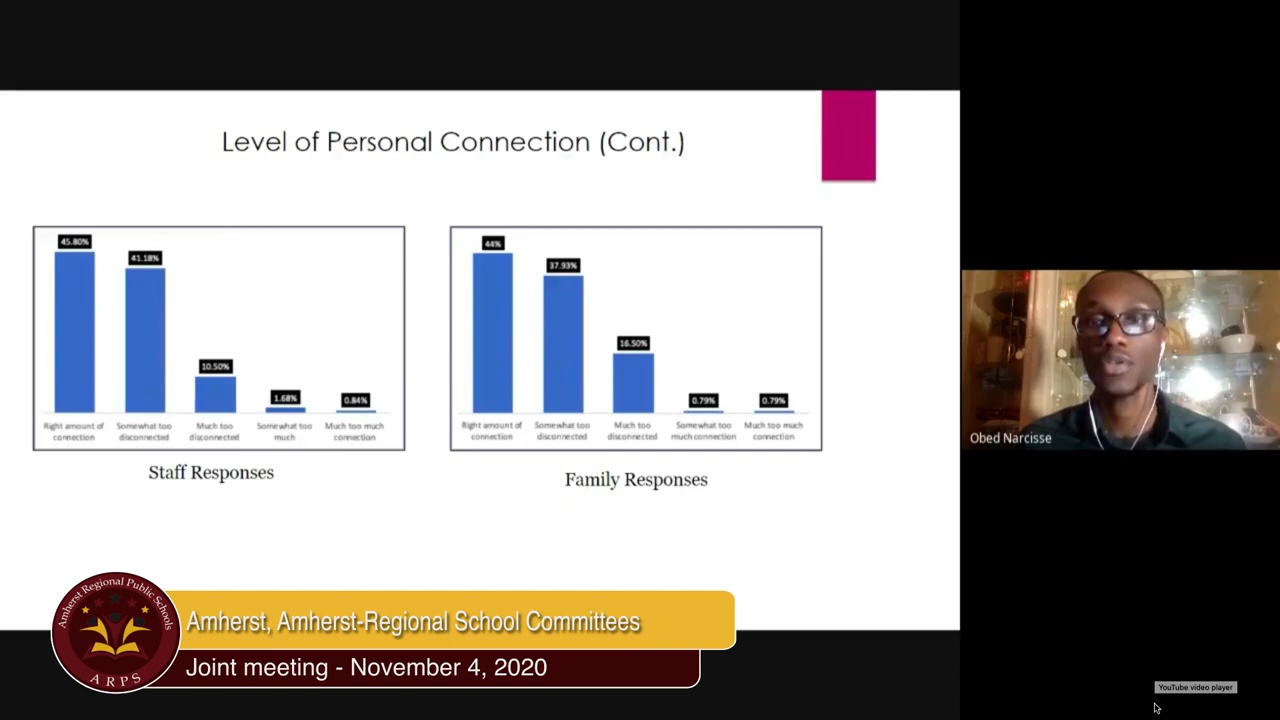 Level of Personal Connection (Cont.)
45.80%
41.18%
10.50%
1.68%
0.84%
Right amount of
connection
Somewhat too
disconnected
Much too
disconnected
Somewhat too
much
Much too much
connection
Staff Responses
44%
37.93%
16.50%
0.79%
0.79%
Right amount of
connection
Somewhat too
disconnected
Much too
disconnected
Somewhat too
much connection
Much too much
connection
Family Responses
Obed Narcisse
Amherst Regional Public Schools
ARPS
Amherst, Amherst-Regional School Committees
Joint meeting - November 4, 2020
YouTube video player